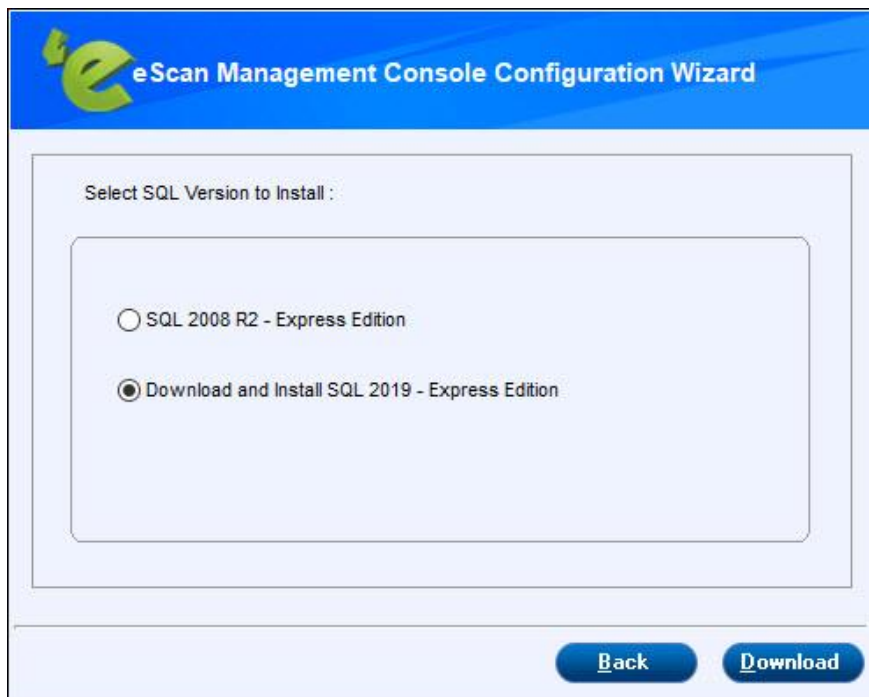 eScan Management Console Configuration Wizard
Select SQL Version to Install :
SQL 2008 R2 - Express Edition
Download and Install SQL 2019 - Express Edition
Back
Download